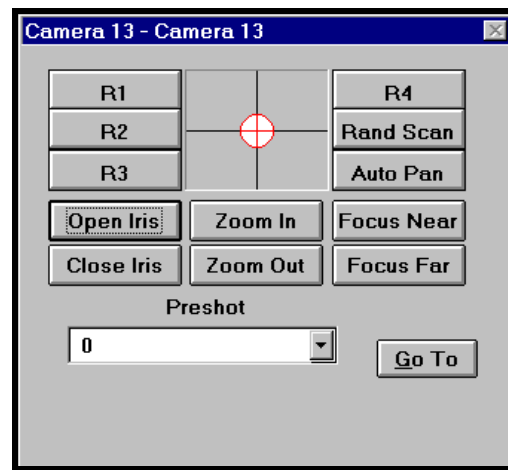 Camera 13 - Camera 13
R1 R4
R2 Rand Scan
R3 Auto Pan
Open Iris Zoom In Focus Near
Close Iris Zoom Out Focus Far
Preshot
0
Go To